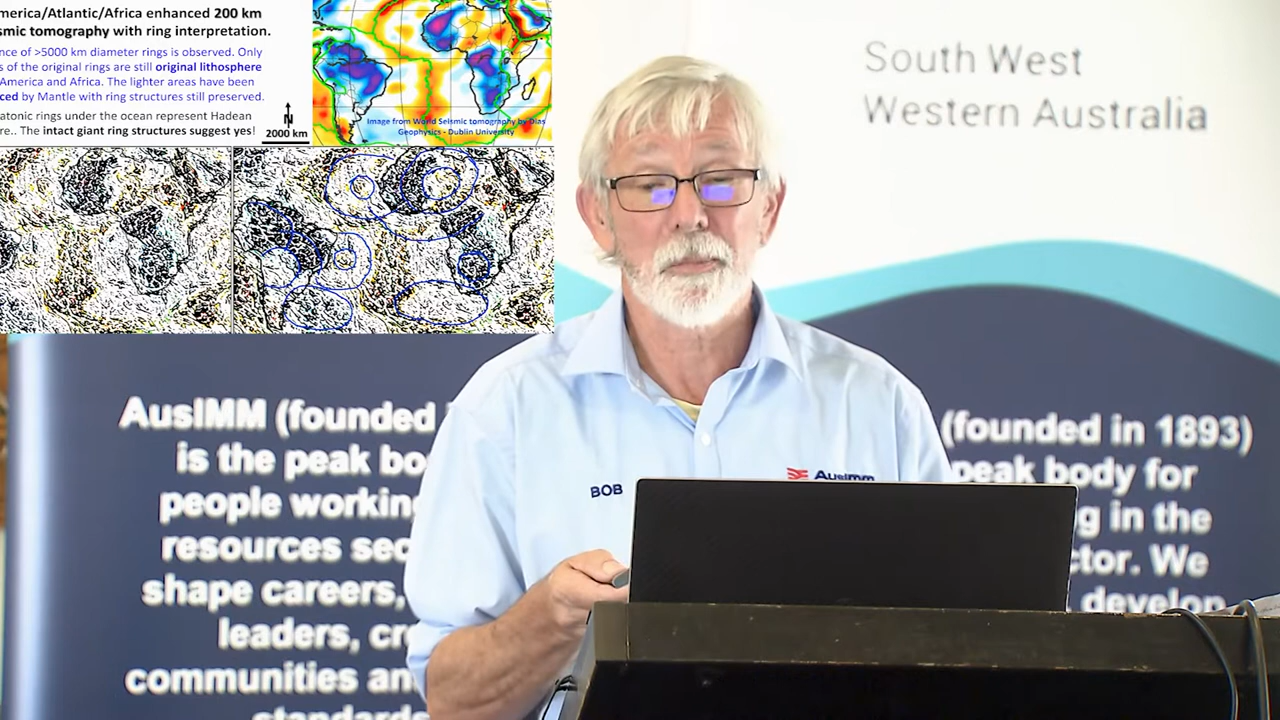 merica/Atlantic/Africa enhanced 200 km
smic tomography with ring interpretation.
nce of >5000 km diameter rings is observed. Only
s of the original rings are still original lithosphere
America and Africa. The lighter areas have been
ced by Mantle with ring structures still preserved.
atonic rings under the ocean represent Hadean
re.. The intact giant ring structures suggest yes!
N
2000 km
Image from World Seismic tomography by Dias
Geophysics - Dublin University
South West
Western Australia
AusIMM (founded
is the peak bo
people working
resources sec
shape careers,
leaders, cr
communities an
standards
(founded in 1893)
peak body for
g in the
ctor. We
develop
BOB
AusIMM